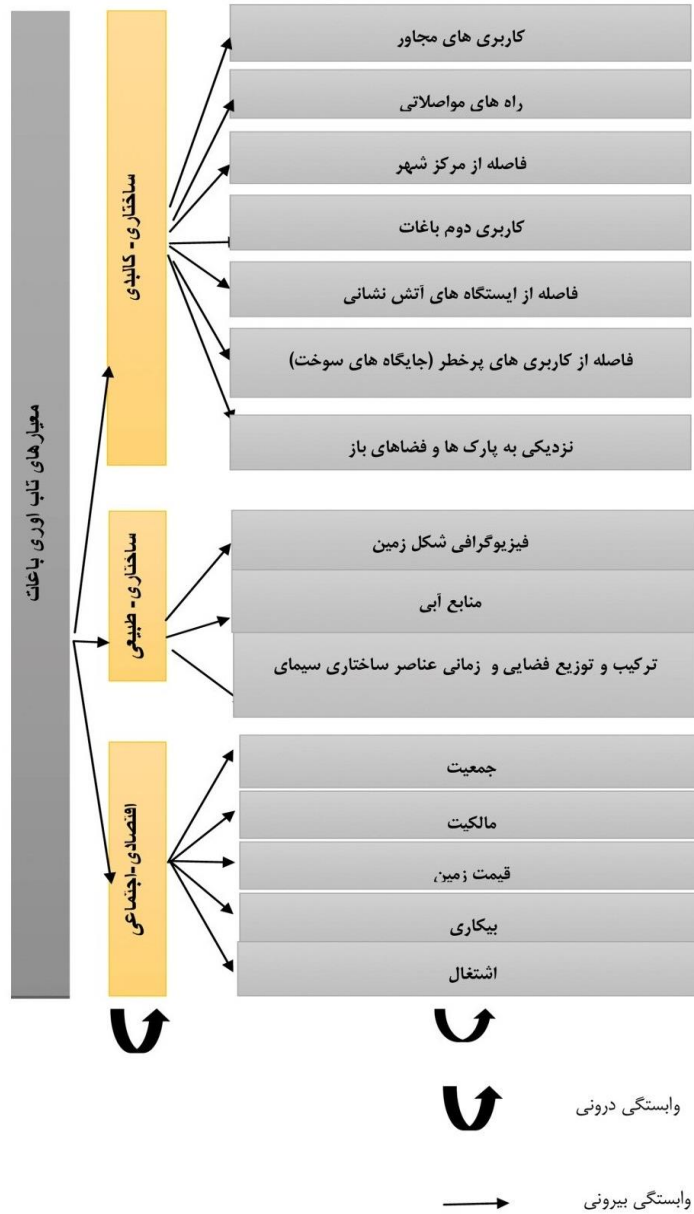 معیارهای تاب اوری باغات
ساختاری- کالبدی
کاربری های مجاور
راه های مواصلاتی
فاصله از مرکز شهر
کاربری دوم باغات
فاصله از ایستگاه های آتش نشانی
فاصله از کاربری های پرخطر (جایگاه های سوخت)
نزدیکی به پارک ها و فضاهای باز
ساختاری- طبیعی
فیزیوگرافی شکل زمین
منابع آبی
ترکیب و توزیع فضایی و زمانی عناصر ساختاری سیمای
اقتصادی-اجتماعی
جمعیت
مالکیت
قیمت زمین
بیکاری
اشتغال
وابستگی درونی
وابستگی بیرونی